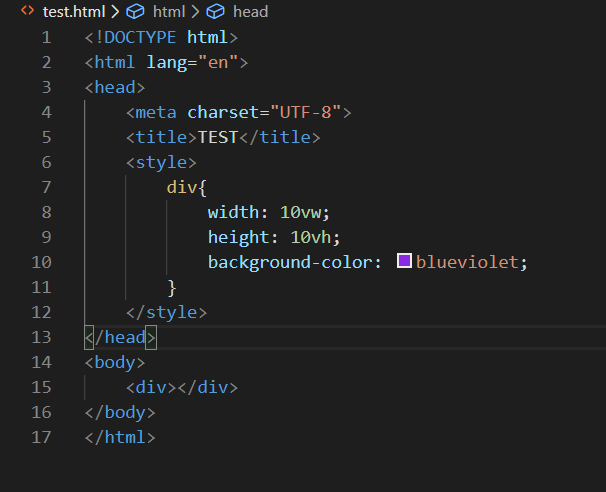 test.html > html > head
1 <!DOCTYPE html>
2 <html lang="en">
3 <head>
4 <meta charset="UTF-8">
5 <title>TEST</title>
6 <style>
7 div{
8 width: 10vw;
9 height: 10vh;
10 background-color: blueviolet;
11 }
12 </style>
13 </head>
14 <body>
15 <div></div>
16 </body>
17 </html>